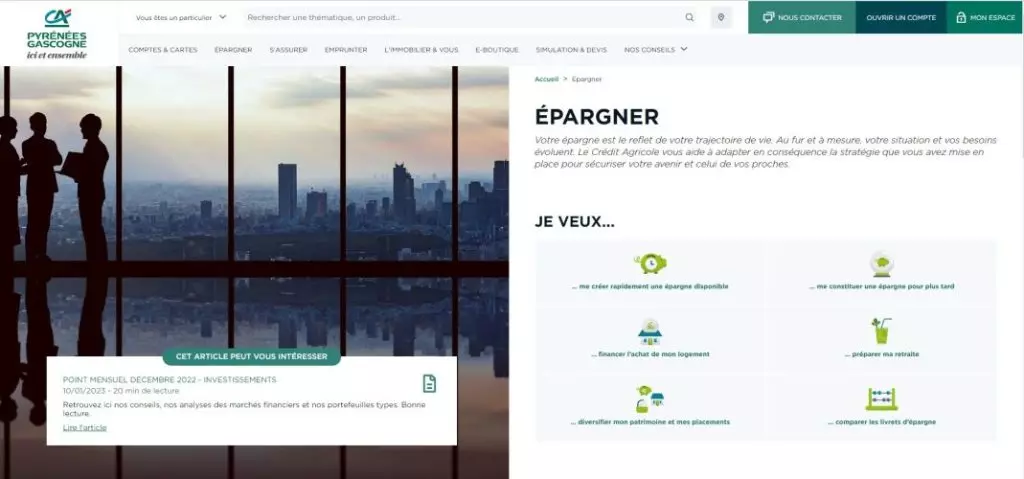 PYRÉNÉES
GASCOGNE
ici et ensemble
Vous êtes un particulier
Rechercher une thématique, un produit...
NOUS CONTACTER
OUVRIR UN COMPTE
MON ESPACE
COMPTES & CARTES
ÉPARGNER
S'ASSURER
EMPRUNTER
L'IMMOBILIER & VOUS
E-BOUTIQUE
SIMULATION & DEVIS
NOS CONSEILS
Accueil > Epargner
ÉPARGNER
Votre épargne est le reflet de votre trajectoire de vie. Au fur et à mesure, votre situation et vos besoins
évoluent. Le Crédit Agricole vous aide à adapter en conséquence la stratégie que vous avez mise en
place pour sécuriser votre avenir et celui de vos proches.
JE VEUX...
... me créer rapidement une épargne disponible
... me constituer une épargne pour plus tard
... financer l'achat de mon logement
... préparer ma retraite
... diversifier mon patrimoine et mes placements
... comparer les livrets d'épargne
CET ARTICLE PEUT VOUS INTÉRESSER
POINT MENSUEL DÉCEMBRE 2022 - INVESTISSEMENTS
10/01/2023 - 20 min de lecture
Retrouvez ici nos conseils, nos analyses des marchés financiers et nos portefeuilles types. Bonne
lecture.
Lire l'article